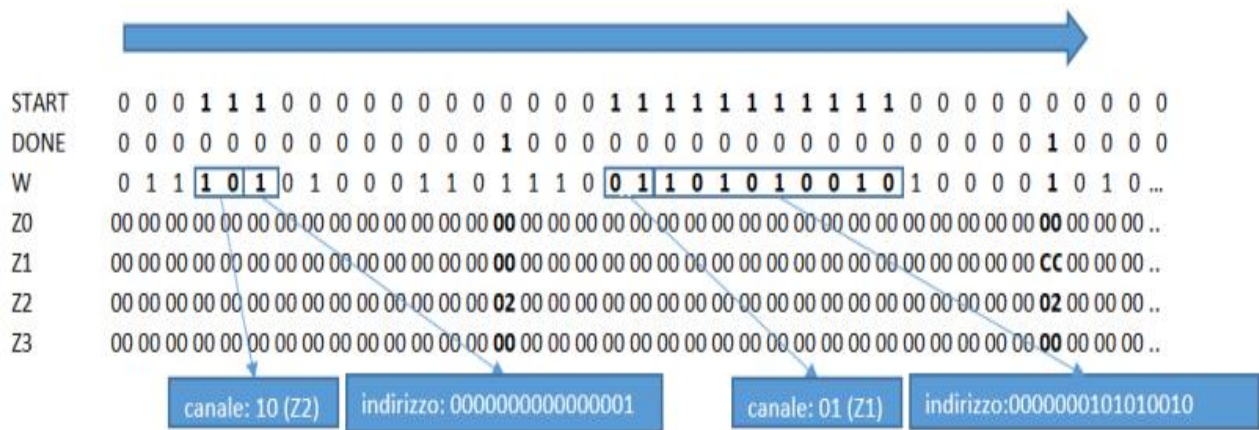 START 0 0 0 1 1 1 0 0 0 0 0 0 0 0 0 0 0 0 1 1 1 1 1 1 1 1 1 1 1 0 0 0 0 0 0 0 0 0 0
DONE 0 0 0 0 0 0 0 0 0 0 0 0 0 0 1 0 0 0 0 0 0 0 0 0 0 0 0 0 0 0 0 0 0 0 1 0 0 0 0
W 0 1 1 1 0 1 0 1 0 0 0 1 1 0 1 1 1 0 0 1 1 0 1 0 1 0 0 1 0 1 0 0 0 0 1 0 1 0 ...
Z0 00 00 00 00 00 00 00 00 00 00 00 00 00 00 00 00 00 00 00 00 00 00 00 00 00 00 00 00 00 00 00 00 00 00 00 00 00 00 ..
Z1 00 00 00 00 00 00 00 00 00 00 00 00 00 00 00 00 00 00 00 00 00 00 00 00 00 00 00 00 00 00 00 00 00 00 CC 00 00 00 ..
Z2 00 00 00 00 00 00 00 00 00 00 00 00 00 00 02 00 00 00 00 00 00 00 00 00 00 00 00 00 00 00 00 00 00 00 02 00 00 00 ..
Z3 00 00 00 00 00 00 00 00 00 00 00 00 00 00 00 00 00 00 00 00 00 00 00 00 00 00 00 00 00 00 00 00 00 00 00 00 00 00 ..
canale: 10 (Z2) indirizzo: 0000000000000001 canale: 01 (Z1) indirizzo:0000000101010010